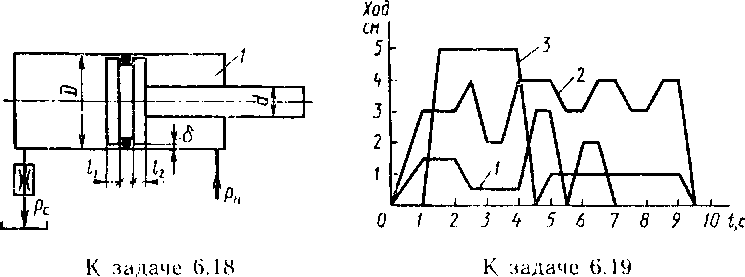 1
D
d
δ
l₁
l₂
pс
pн
К задаче 6.18
Ход
см
5
4
3
2
1
0
3
2
1
1 2 3 4 5 6 7 8 9 10 t,с
К задаче 6.19